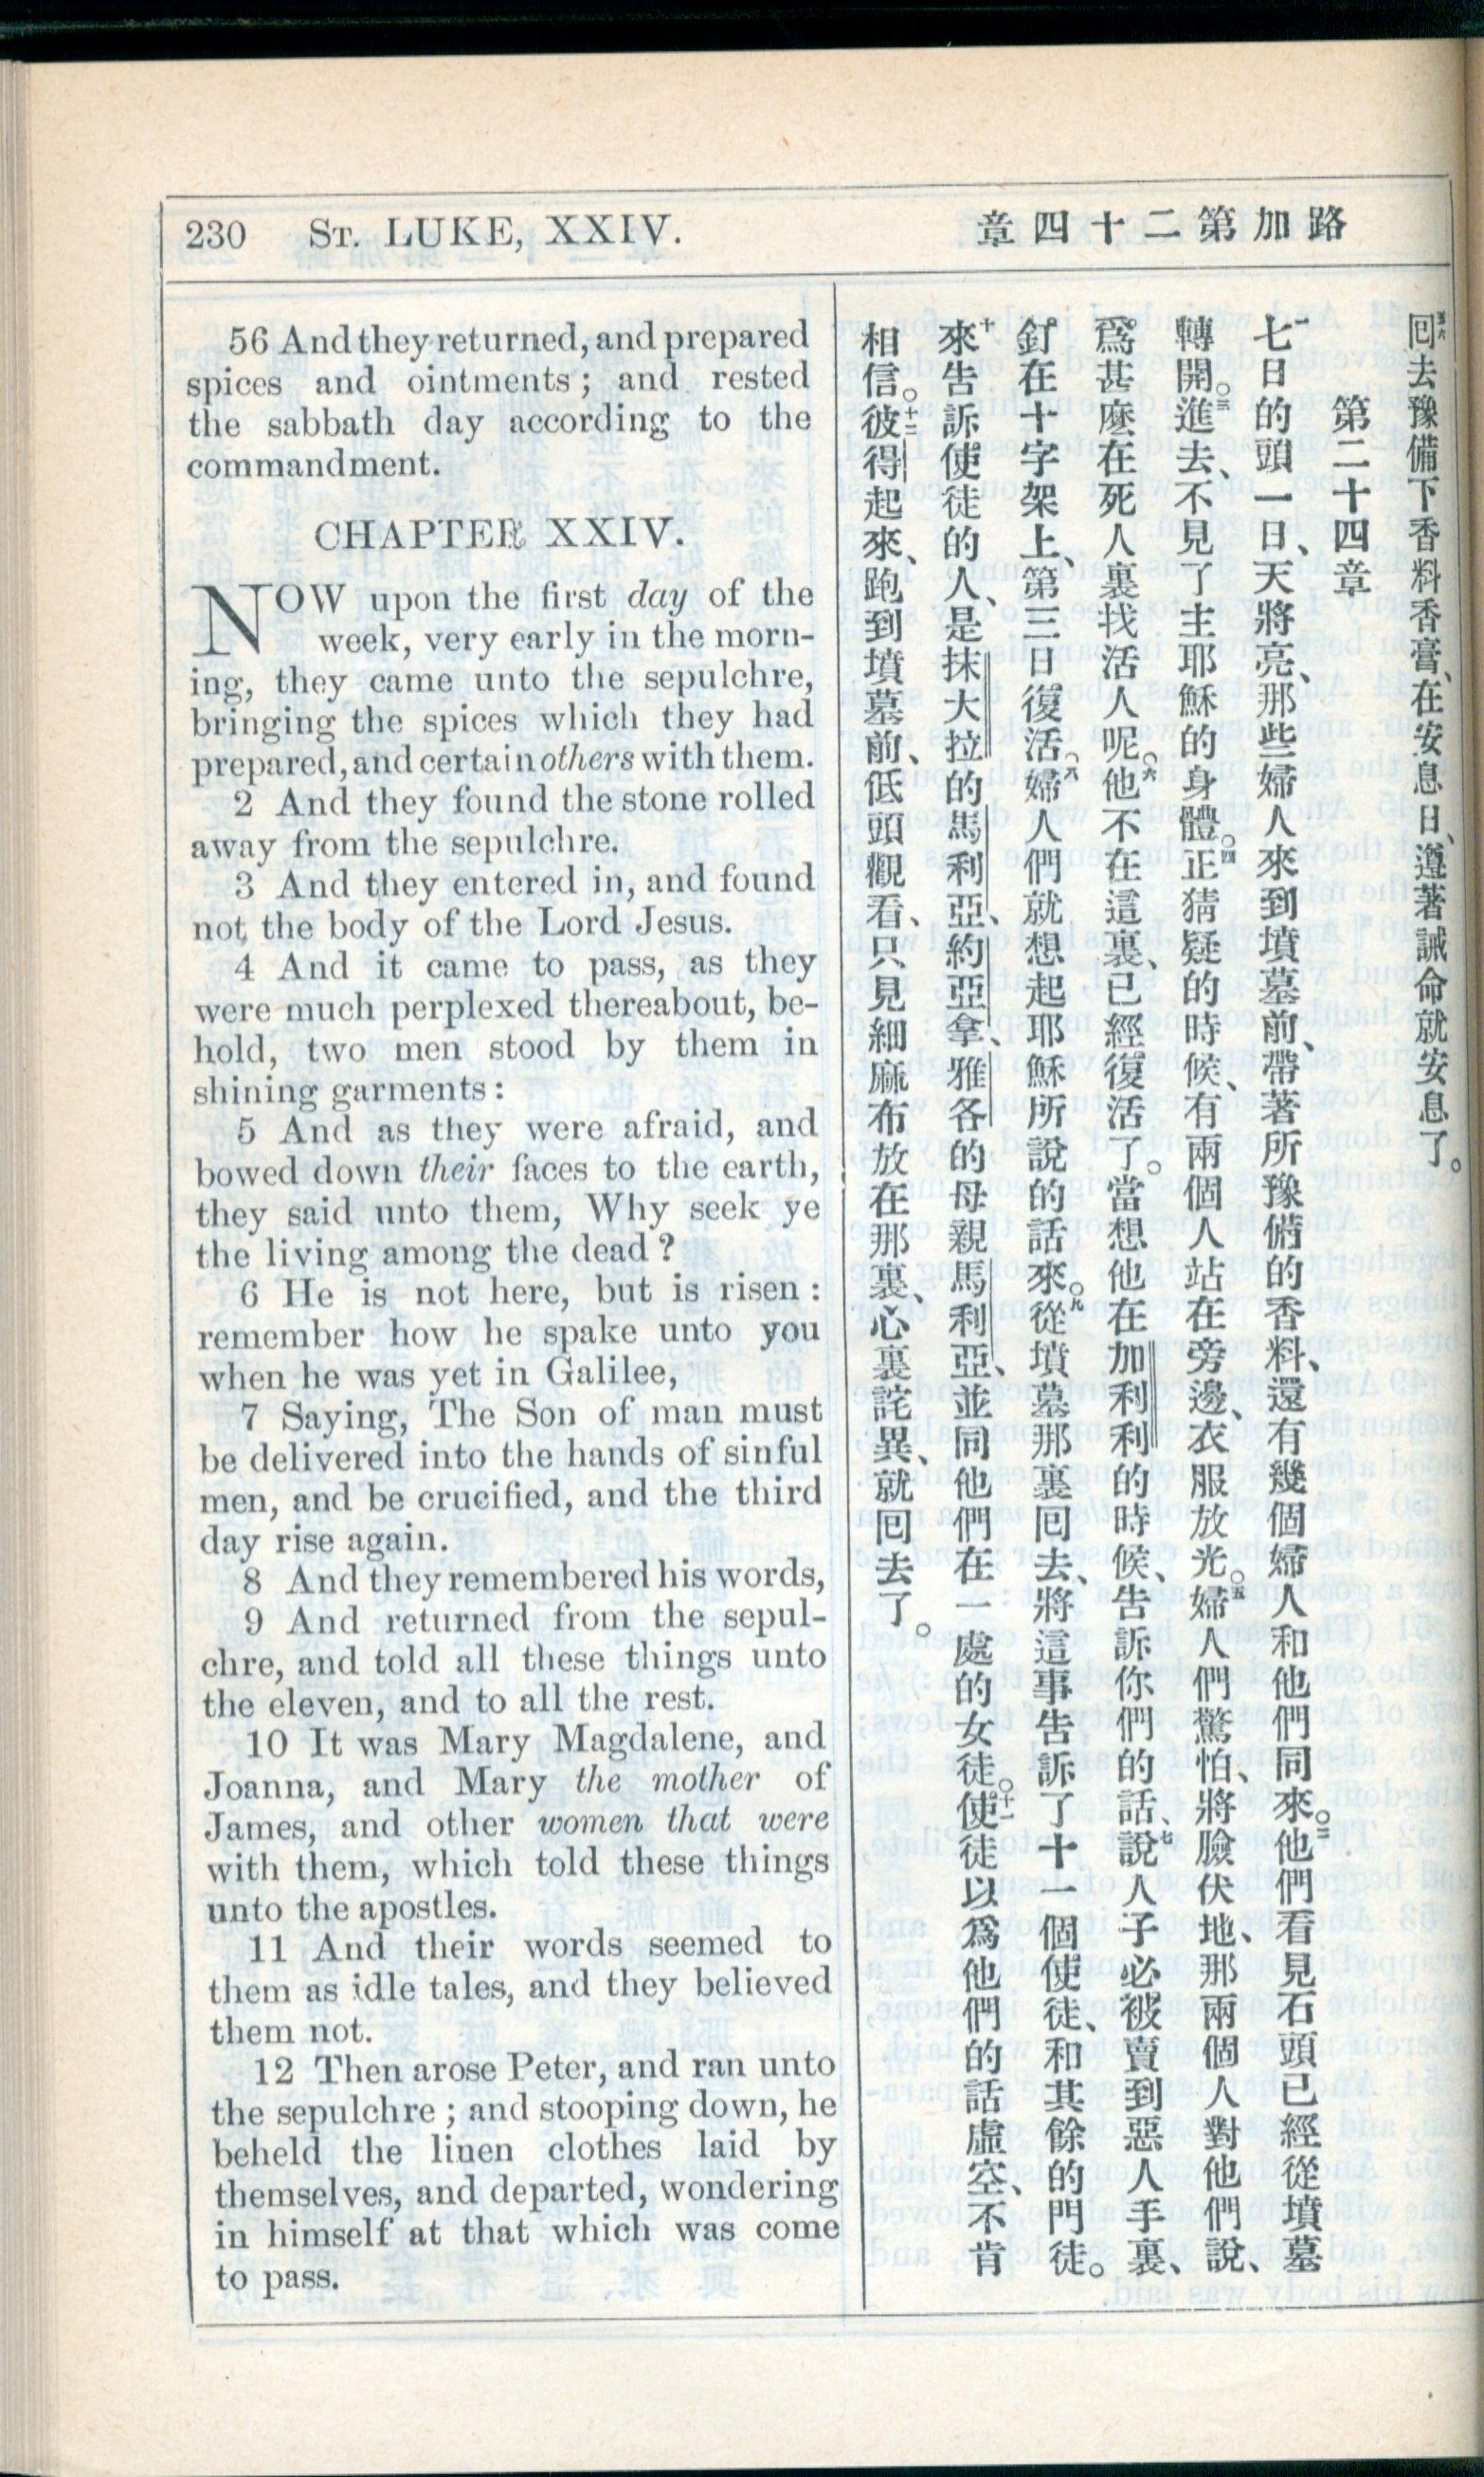 230 ST. LUKE, XXIV.
路加第二十四章
56 And they returned, and prepared
spices and ointments ; and rested
the sabbath day according to the
commandment.
CHAPTER XXIV.
NOW upon the first day of the
week, very early in the morn-
ing, they came unto the sepulchre,
bringing the spices which they had
prepared, and certain others with them.
2 And they found the stone rolled
away from the sepulchre.
3 And they entered in, and found
not the body of the Lord Jesus.
4 And it came to pass, as they
were much perplexed thereabout, be-
hold, two men stood by them in
shining garments :
5 And as they were afraid, and
bowed down their faces to the earth,
they said unto them, Why seek ye
the living among the dead ?
6 He is not here, but is risen :
remember how he spake unto you
when he was yet in Galilee,
7 Saying, The Son of man must
be delivered into the hands of sinful
men, and be crucified, and the third
day rise again.
8 And they remembered his words,
9 And returned from the sepul-
chre, and told all these things unto
the eleven, and to all the rest.
10 It was Mary Magdalene, and
Joanna, and Mary the mother of
James, and other women that were
with them, which told these things
unto the apostles.
11 And their words seemed to
them as idle tales, and they believed
them not.
12 Then arose Peter, and ran unto
the sepulchre ; and stooping down, he
beheld the linen clothes laid by
themselves, and departed, wondering
in himself at that which was come
to pass.
回去豫備下香料香膏、在安息日、遵著誡命就安息了。
第二十四章
一七日的頭一日、天將亮、那些婦人來到墳墓前、帶著所豫備的香料、還有幾個婦人和他們同來。二他們看見石頭已經從墳墓
轉開。三進去、不見了主耶穌的身體。四正猜疑的時候、有兩個人站在旁邊、衣服放光。五婦人們驚怕、將臉伏地、那兩個人對他們說、
爲甚麼在死人裏找活人呢。六他不在這裏、已經復活了。當想他在加利利的時候、告訴你們的話、七說人子必被賣到惡人手裏、
釘在十字架上、第三日復活。八婦人們就想起耶穌所說的話來。九從墳墓那裏回去、將這事告訴了十一個使徒、和其餘的門徒。
十來告訴使徒的人、是抹大拉的馬利亞、約亞拿、雅各的母親馬利亞、並同他們在一處的女徒。十一使徒以爲他們的話虛空、不肯
相信。十二彼得起來、跑到墳墓前、低頭觀看、只見細麻布放在那裏、心裏詫異、就回去了。